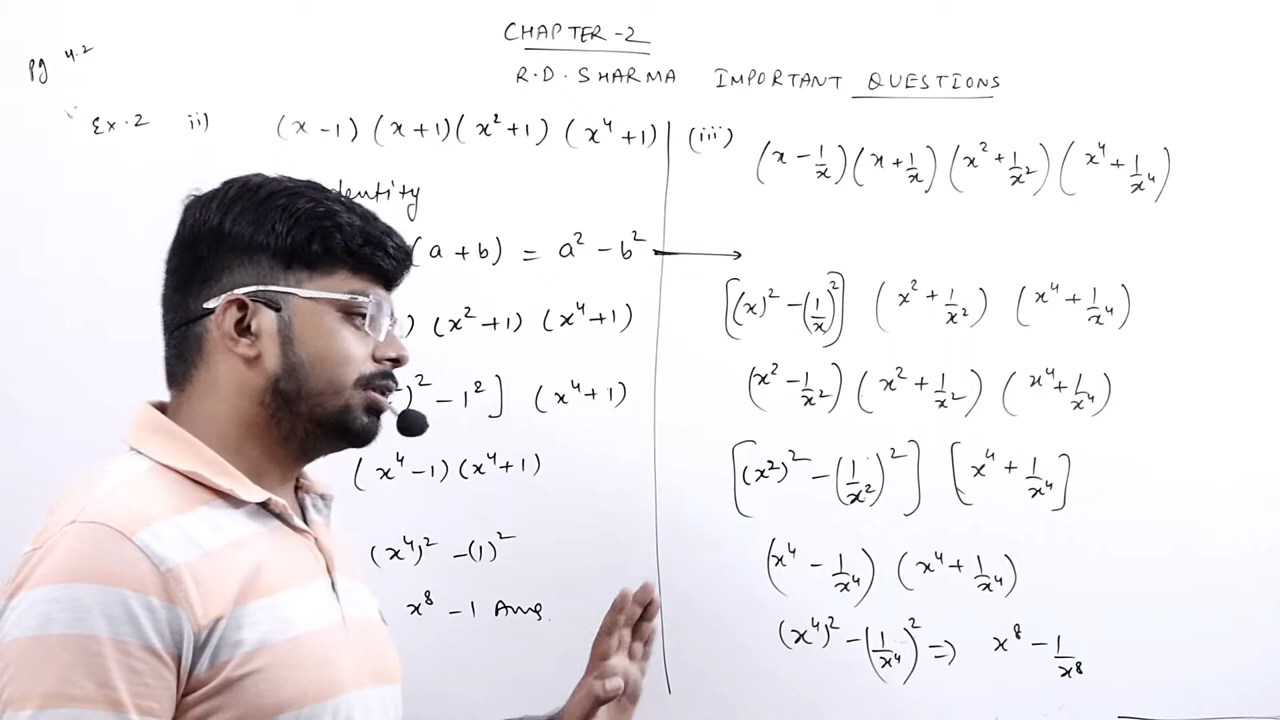 CHAPTER-2
R.D.SHARMA IMPORTANT QUESTIONS
pg 4.2
Ex.2 ii) (x-1) (x+1) (x²+1) (x⁴+1)
dentity
(a+b) = a² - b²
) (x²+1) (x⁴+1)
)² - 1²] (x⁴+1)
(x⁴-1) (x⁴+1)
(x⁴)² - (1)²
x⁸ - 1 Ans.
(iii) (x - 1/x) (x + 1/x) (x² + 1/x²) (x⁴ + 1/x⁴)
[(x)² - (1/x)²] (x² + 1/x²) (x⁴ + 1/x⁴)
(x² - 1/x²) (x² + 1/x²) (x⁴ + 1/x⁴)
[(x²)² - (1/x²)²] [x⁴ + 1/x⁴]
(x⁴ - 1/x⁴) (x⁴ + 1/x⁴)
(x⁴)² - (1/x⁴)² => x⁸ - 1/x⁸